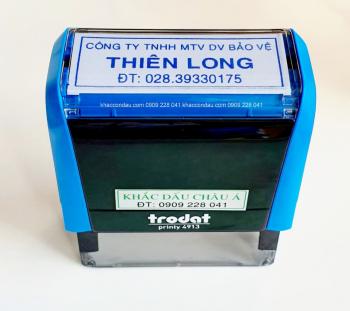 CÔNG TY TNHH MTV DV BẢO VỆ
THIÊN LONG
ĐT: 028.39330175
khaccondau.com 0909 228 041 khaccondau.com 0909 228 041
KHẮC DẤU CHÂU Á
ĐT: 0909 228 041
trodat
printy 4913